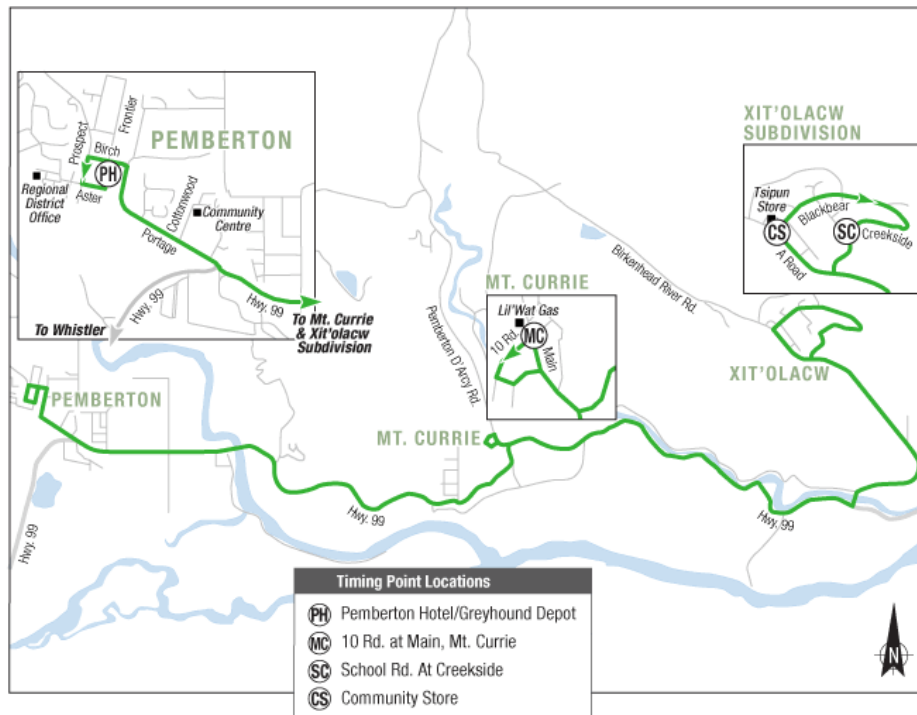 PEMBERTON
Prospect
Birch
Frontier
PH
Aster
Regional
District
Office
Cottonwood
Community
Centre
Portage
Hwy. 99
Hwy. 99
To Whistler
To Mt. Currie
& Xit'olacw
Subdivision
XIT'OLACW
SUBDIVISION
Tsipun
Store
Blackbear
CS
SC
Creekside
A Road
Birkenhead River Rd.
Pemberton D'Arcy Rd.
MT. CURRIE
Lil'Wat Gas
10 Rd.
MC
Main
XIT'OLACW
PEMBERTON
MT. CURRIE
Hwy. 99
Hwy. 99
Hwy. 99
Timing Point Locations
PH Pemberton Hotel/Greyhound Depot
MC 10 Rd. at Main, Mt. Currie
SC School Rd. At Creekside
CS Community Store
N